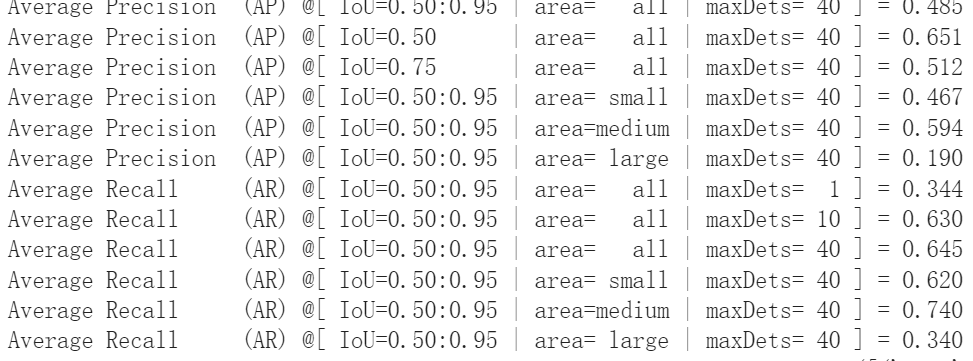 Average Precision  (AP) @[ IoU=0.50:0.95 | area=   all | maxDets= 40 ] = 0.485
Average Precision  (AP) @[ IoU=0.50      | area=   all | maxDets= 40 ] = 0.651
Average Precision  (AP) @[ IoU=0.75      | area=   all | maxDets= 40 ] = 0.512
Average Precision  (AP) @[ IoU=0.50:0.95 | area= small | maxDets= 40 ] = 0.467
Average Precision  (AP) @[ IoU=0.50:0.95 | area=medium | maxDets= 40 ] = 0.594
Average Precision  (AP) @[ IoU=0.50:0.95 | area= large | maxDets= 40 ] = 0.190
Average Recall     (AR) @[ IoU=0.50:0.95 | area=   all | maxDets=  1 ] = 0.344
Average Recall     (AR) @[ IoU=0.50:0.95 | area=   all | maxDets= 10 ] = 0.630
Average Recall     (AR) @[ IoU=0.50:0.95 | area=   all | maxDets= 40 ] = 0.645
Average Recall     (AR) @[ IoU=0.50:0.95 | area= small | maxDets= 40 ] = 0.620
Average Recall     (AR) @[ IoU=0.50:0.95 | area=medium | maxDets= 40 ] = 0.740
Average Recall     (AR) @[ IoU=0.50:0.95 | area= large | maxDets= 40 ] = 0.340